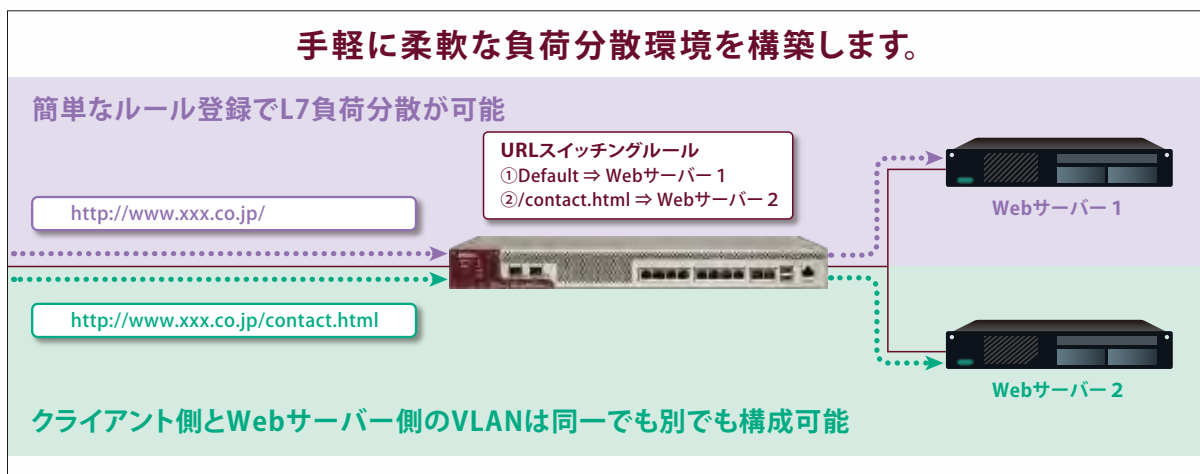 手軽に柔軟な負荷分散環境を構築します。
簡単なルール登録でL7負荷分散が可能
URLスイッチングルール
①Default ⇒ Webサーバー 1
②/contact.html ⇒ Webサーバー 2
http://www.xxx.co.jp/
Webサーバー 1
http://www.xxx.co.jp/contact.html
Webサーバー 2
クライアント側とWebサーバー側のVLANは同一でも別でも構成可能